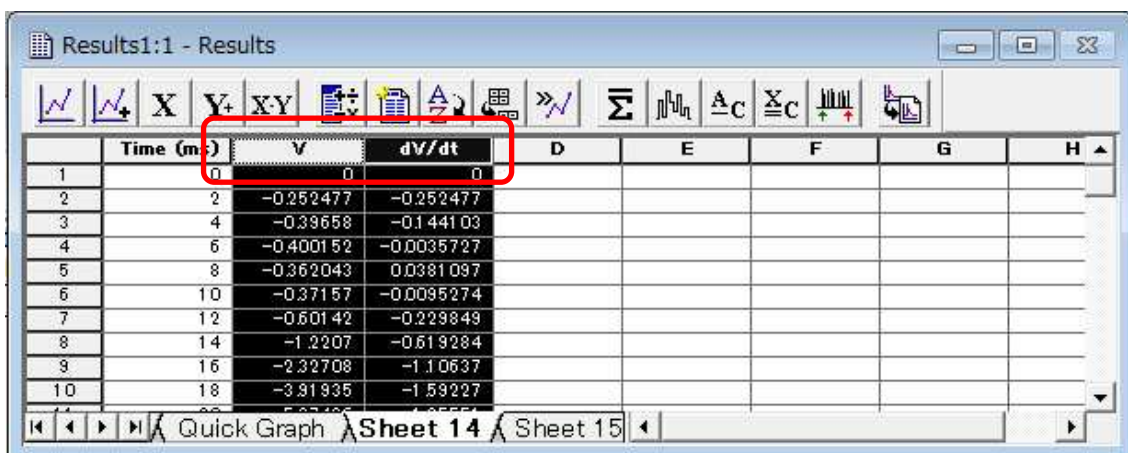 Results1:1 - Results
X Y+ X-Y Σ AC XC
Time (ms) V dV/dt D E F G H
1 0 0 0
2 2 -0.252477 -0.252477
3 4 -0.39658 -0.144103
4 6 -0.400152 -0.0035727
5 8 -0.362043 0.0381097
6 10 -0.37157 -0.0095274
7 12 -0.60142 -0.229849
8 14 -1.2207 -0.619284
9 16 -2.32708 -1.10637
10 18 -3.91935 -1.59227
Quick Graph Sheet 14 Sheet 15